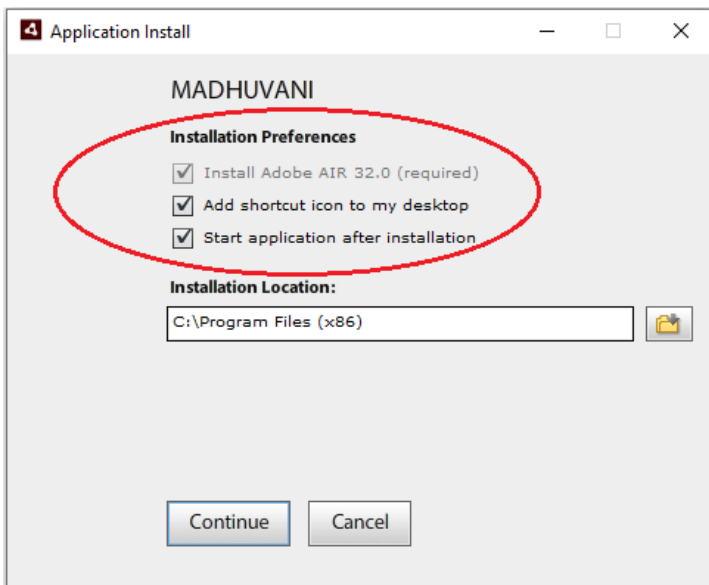 Application Install
MADHUVANI
Installation Preferences
Install Adobe AIR 32.0 (required)
Add shortcut icon to my desktop
Start application after installation
Installation Location:
C:\Program Files (x86)
Continue Cancel